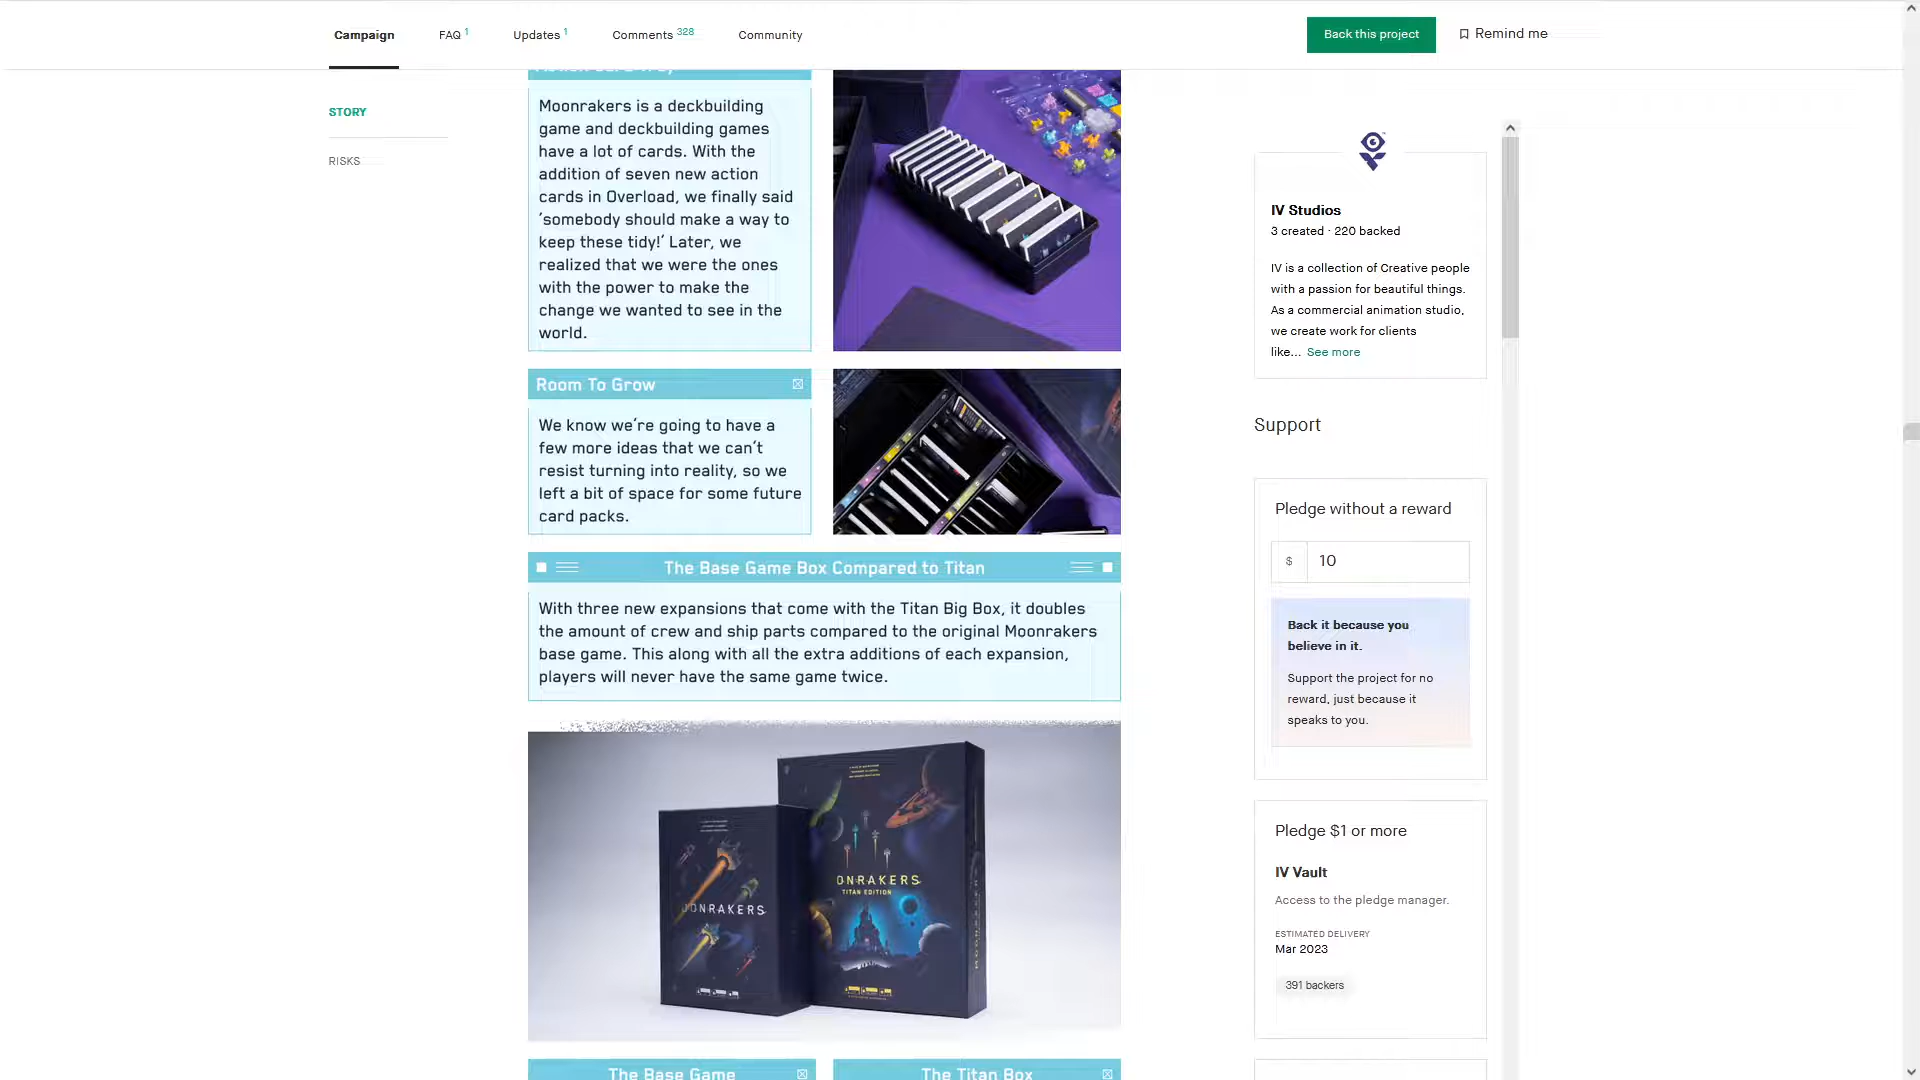 Campaign
FAQ 1
Updates 1
Comments 328
Community
Back this project
Remind me
STORY
RISKS
Moonrakers is a deckbuilding
game and deckbuilding games
have a lot of cards. With the
addition of seven new action
cards in Overload, we finally said
'somebody should make a way to
keep these tidy!' Later, we
realized that we were the ones
with the power to make the
change we wanted to see in the
world.
Room To Grow
We know we're going to have a
few more ideas that we can't
resist turning into reality, so we
left a bit of space for some future
card packs.
The Base Game Box Compared to Titan
With three new expansions that come with the Titan Big Box, it doubles
the amount of crew and ship parts compared to the original Moonrakers
base game. This along with all the extra additions of each expansion,
players will never have the same game twice.
ONRAKERS
TITAN EDITION
ONRAKERS
The Base Game
The Titan Box
IV Studios
3 created · 220 backed
IV is a collection of Creative people
with a passion for beautiful things.
As a commercial animation studio,
we create work for clients
like... See more
Support
Pledge without a reward
$ 10
Back it because you
believe in it.
Support the project for no
reward, just because it
speaks to you.
Pledge $1 or more
IV Vault
Access to the pledge manager.
ESTIMATED DELIVERY
Mar 2023
391 backers